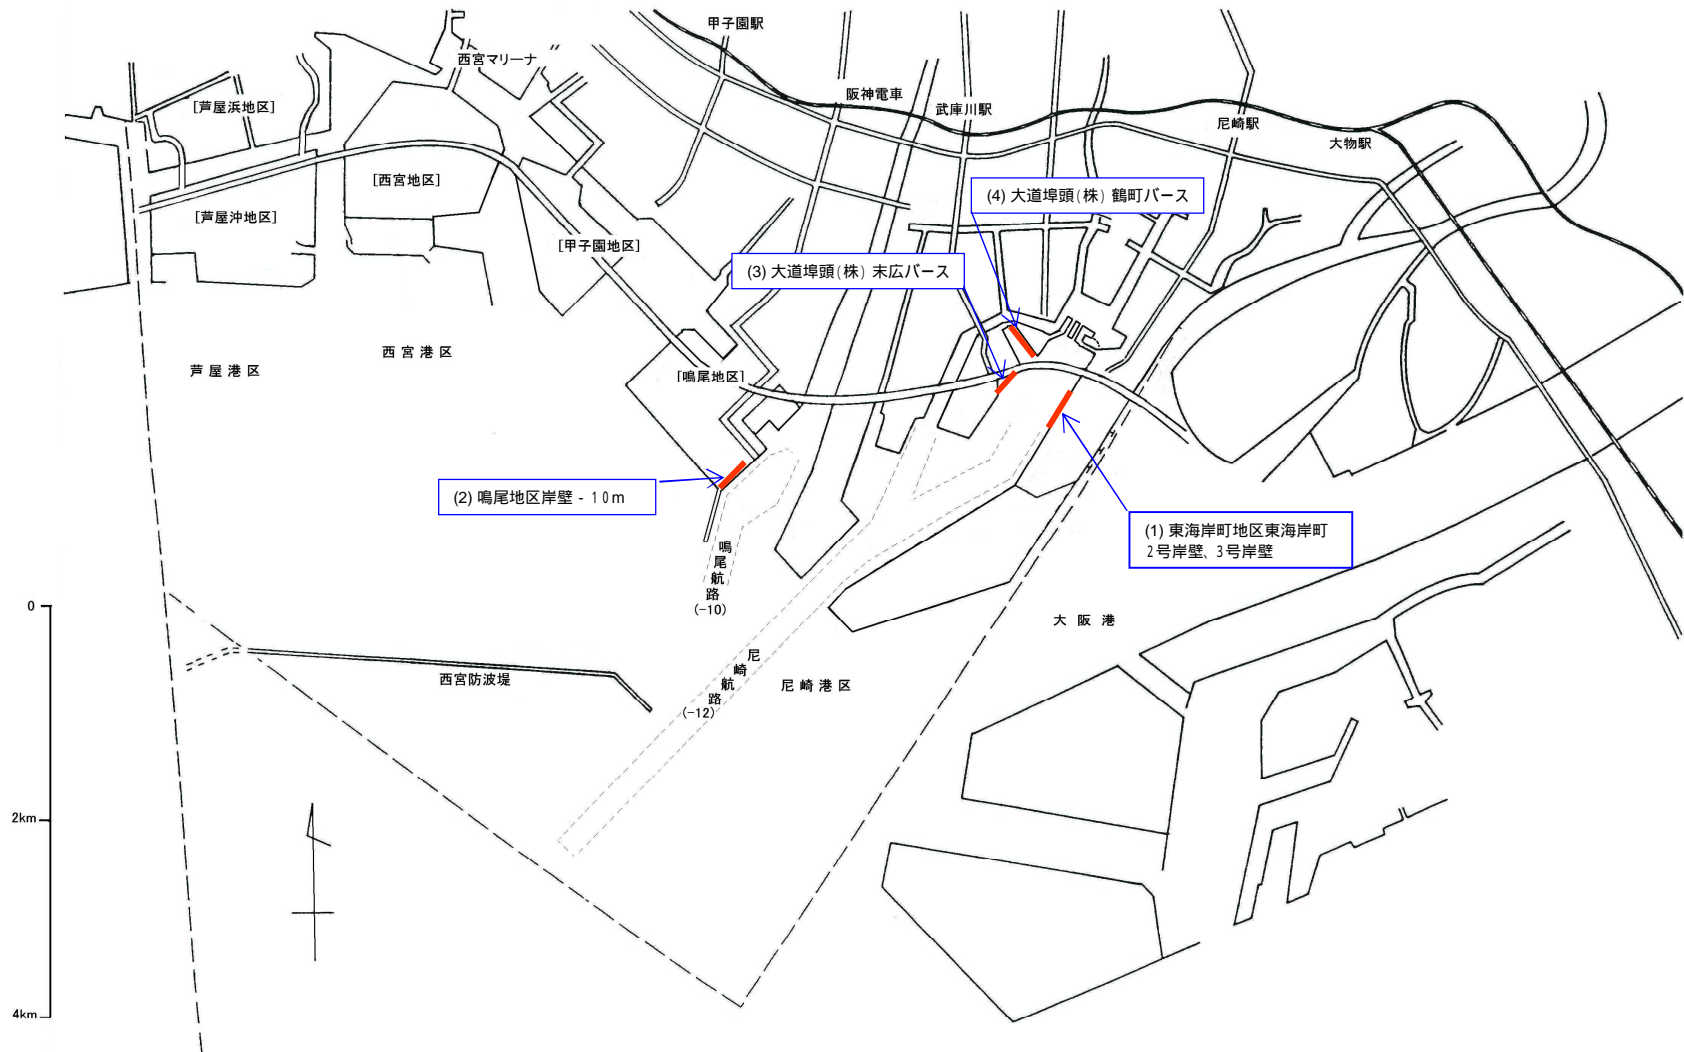 甲子園駅
西宮マリーナ
阪神電車
武庫川駅
尼崎駅
大物駅
[芦屋浜地区]
[西宮地区]
[芦屋沖地区]
[甲子園地区]
(4) 大道埠頭(株) 鶴町バース
(3) 大道埠頭(株) 末広バース
西宮港区
芦屋港区
[鳴尾地区]
(2) 鳴尾地区岸壁 - 10m
(1) 東海岸町地区東海岸町
2号岸壁、3号岸壁
鳴尾航路
(-10)
大阪港
尼崎航路
(-12)
尼崎港区
西宮防波堤
0
2km
4km